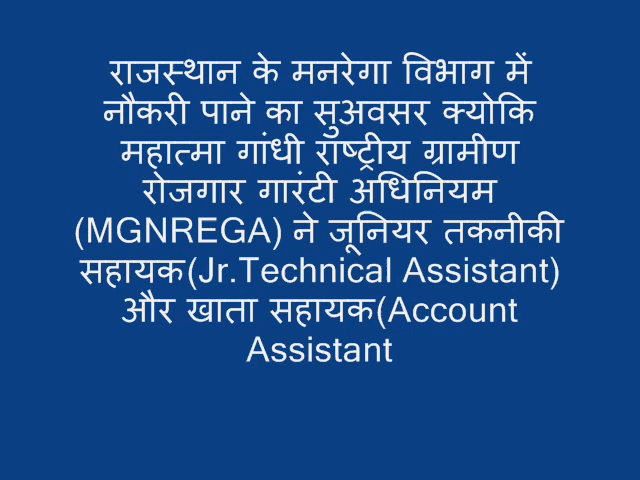 राजस्थान के मनरेगा विभाग में
नौकरी पाने का सुअवसर क्योकि
महात्मा गांधी राष्ट्रीय ग्रामीण
रोजगार गारंटी अधिनियम
(MGNREGA) ने जूनियर तकनीकी
सहायक(Jr.Technical Assistant)
और खाता सहायक(Account
Assistant